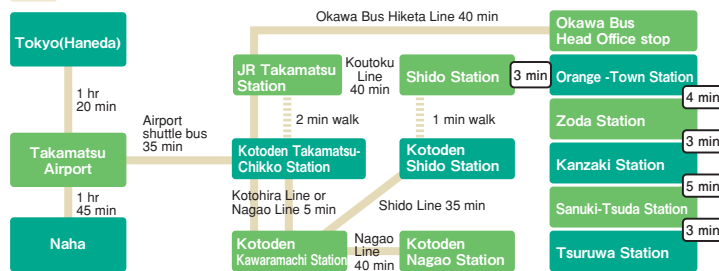 Okawa Bus Hiketa Line 40 min
Okawa Bus
Head Office stop
Tokyo(Haneda)
JR Takamatsu
Station
Koutoku
Line
40 min
Shido Station
3 min
Orange -Town Station
4 min
1 hr
20 min
Airport
shuttle bus
35 min
2 min walk
1 min walk
Zoda Station
3 min
Takamatsu
Airport
Kotoden Takamatsu-
Chikko Station
Kotoden
Shido Station
Kanzaki Station
5 min
1 hr
45 min
Kotohira Line or
Nagao Line 5 min
Shido Line 35 min
Sanuki-Tsuda Station
3 min
Naha
Kotoden
Kawaramachi Station
Nagao
Line
40 min
Kotoden
Nagao Station
Tsuruwa Station